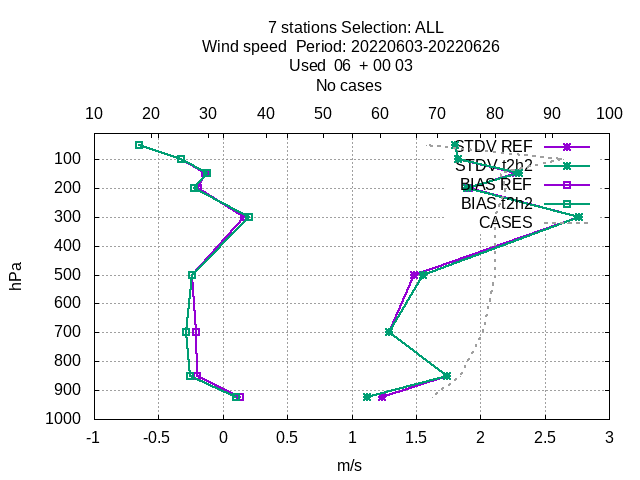 7 stations Selection: ALL
Wind speed  Period: 20220603-20220626
Used  06  + 00 03
No cases
10 20 30 40 50 60 70 80 90 100
STDV REF
100
STDV t2h2
BIAS REF
200
BIAS t2h2
300
CASES
400
500
600
700
800
900
1000
hPa
-1 -0.5 0 0.5 1 1.5 2 2.5 3
m/s